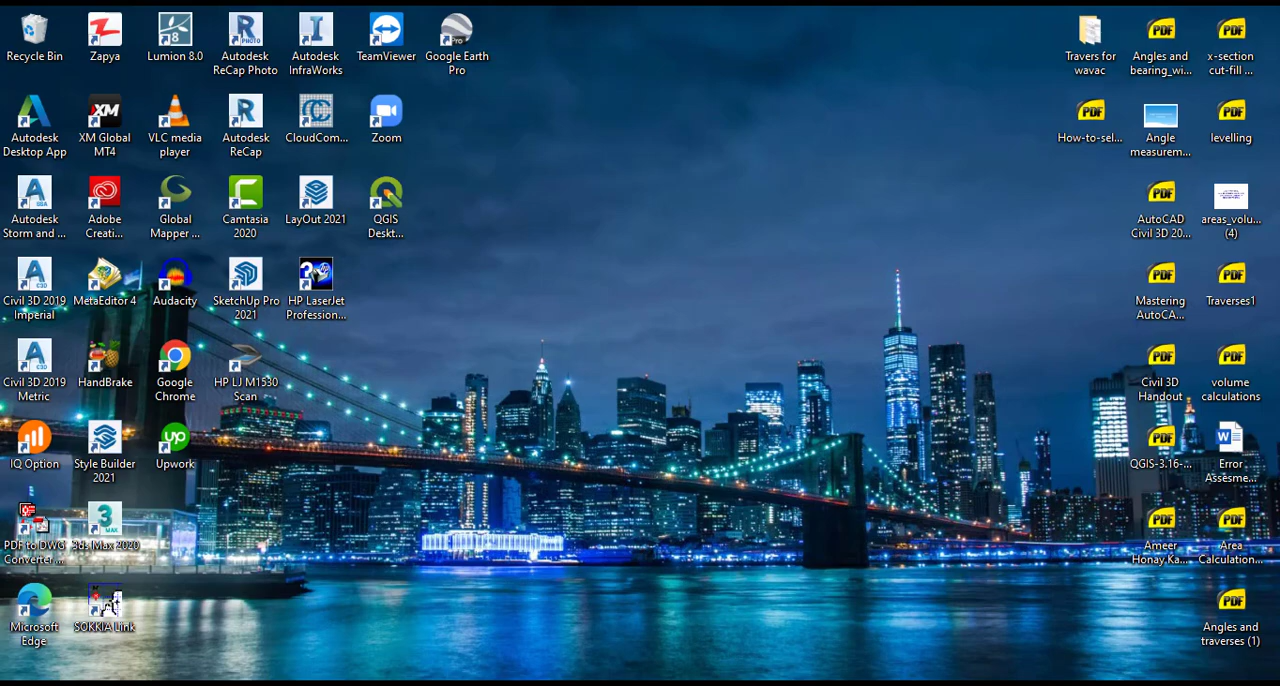 Recycle Bin
Zapya
Lumion 8.0
Autodesk
ReCap Photo
Autodesk
InfraWorks
TeamViewer
Google Earth
Pro
Autodesk
Desktop App
XM Global
MT4
VLC media
player
Autodesk
ReCap
CloudCom...
Zoom
Autodesk
Storm and ...
Adobe
Creati...
Global
Mapper ...
Camtasia
2020
LayOut 2021
QGIS
Deskt...
Civil 3D 2019
Imperial
MetaEditor 4
Audacity
SketchUp Pro
2021
HP LaserJet
Profession...
Civil 3D 2019
Metric
HandBrake
Google
Chrome
HP LJ M1530
Scan
IQ Option
Style Builder
2021
Upwork
PDF to DWG
Converter ...
3ds Max 2020
Microsoft
Edge
SOKKIA Link
Travers for
wavac
Angles and
bearing_wi...
x-section
cut-fill ...
How-to-sel...
Angle
measurem...
levelling
AutoCAD
Civil 3D 20...
areas_volu...
(4)
Mastering
AutoCA...
Traverses1
Civil 3D
Handout
volume
calculations
QGIS-3.16-...
Error
Assesme...
Ameer
Honay Ka...
Area
Calculation...
Angles and
traverses (1)